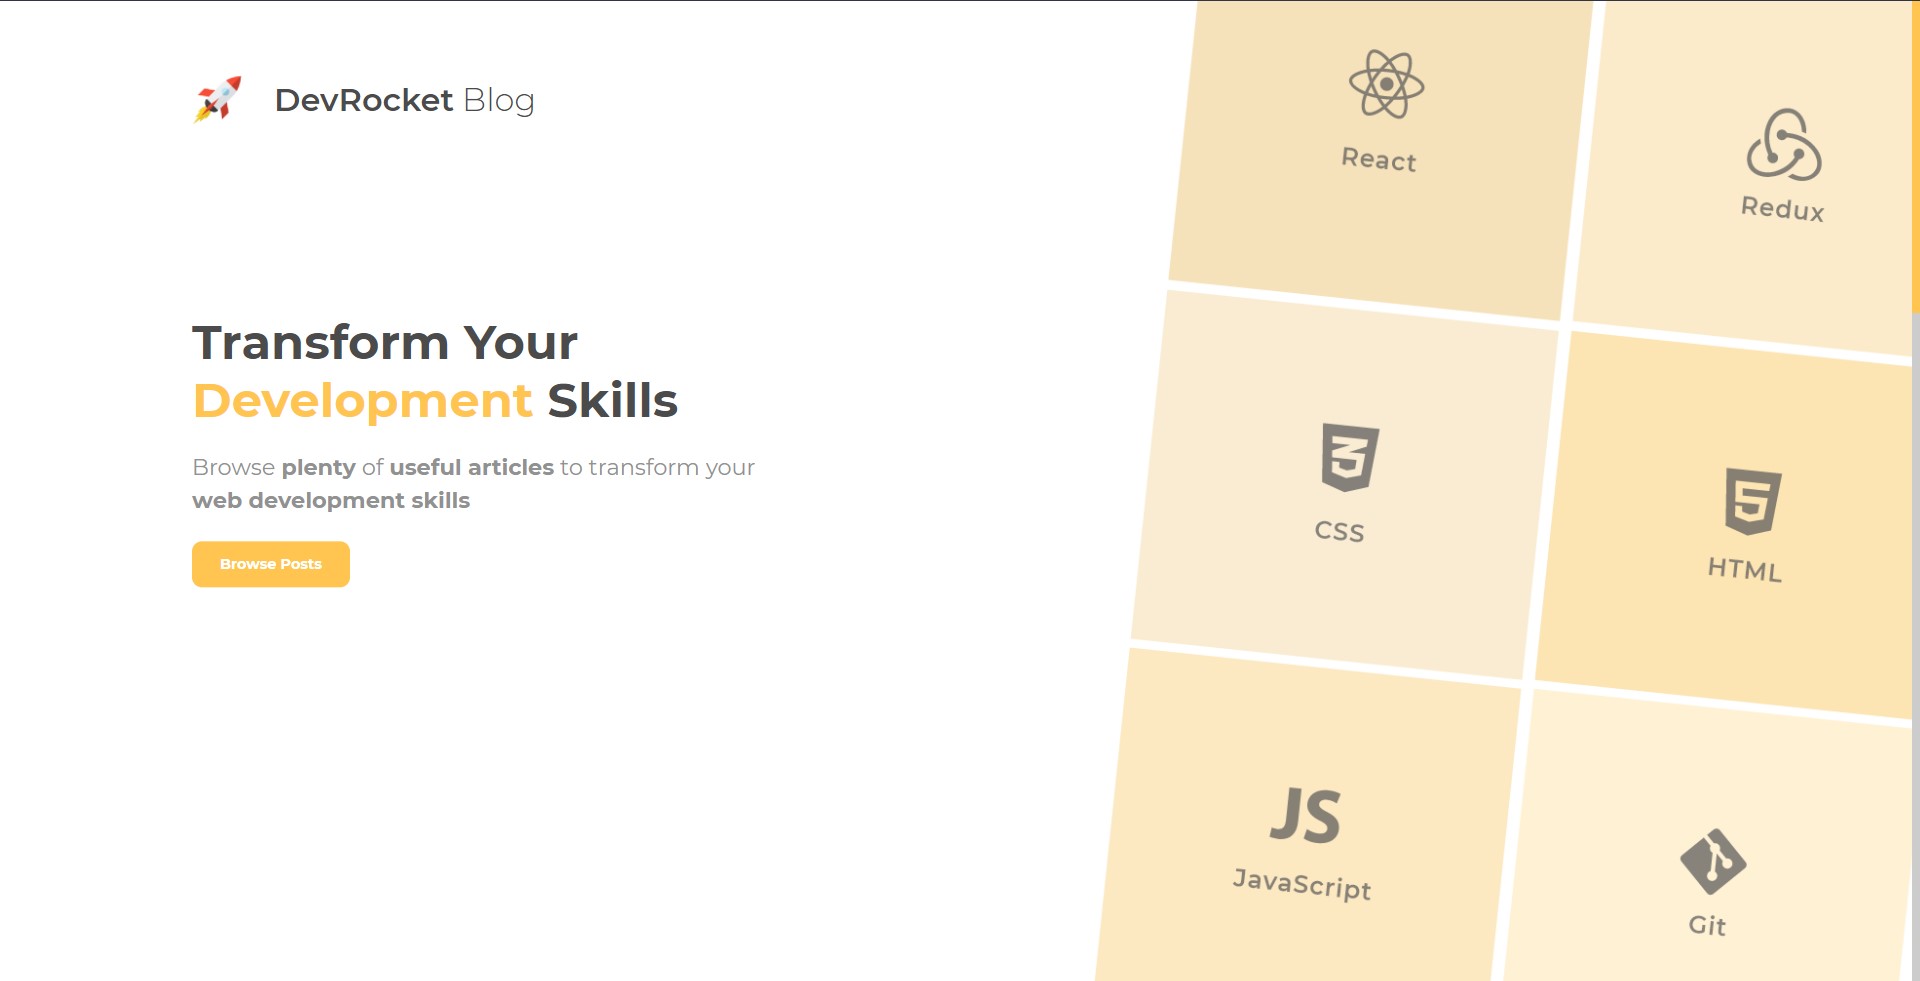 DevRocket Blog
Transform Your
Development Skills
Browse plenty of useful articles to transform your
web development skills
Browse Posts
React
Redux
CSS
HTML
JS
JavaScript
Git